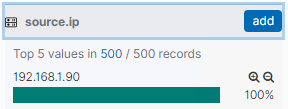 source.ip add
Top 5 values in 500 / 500 records
192.168.1.90
100%